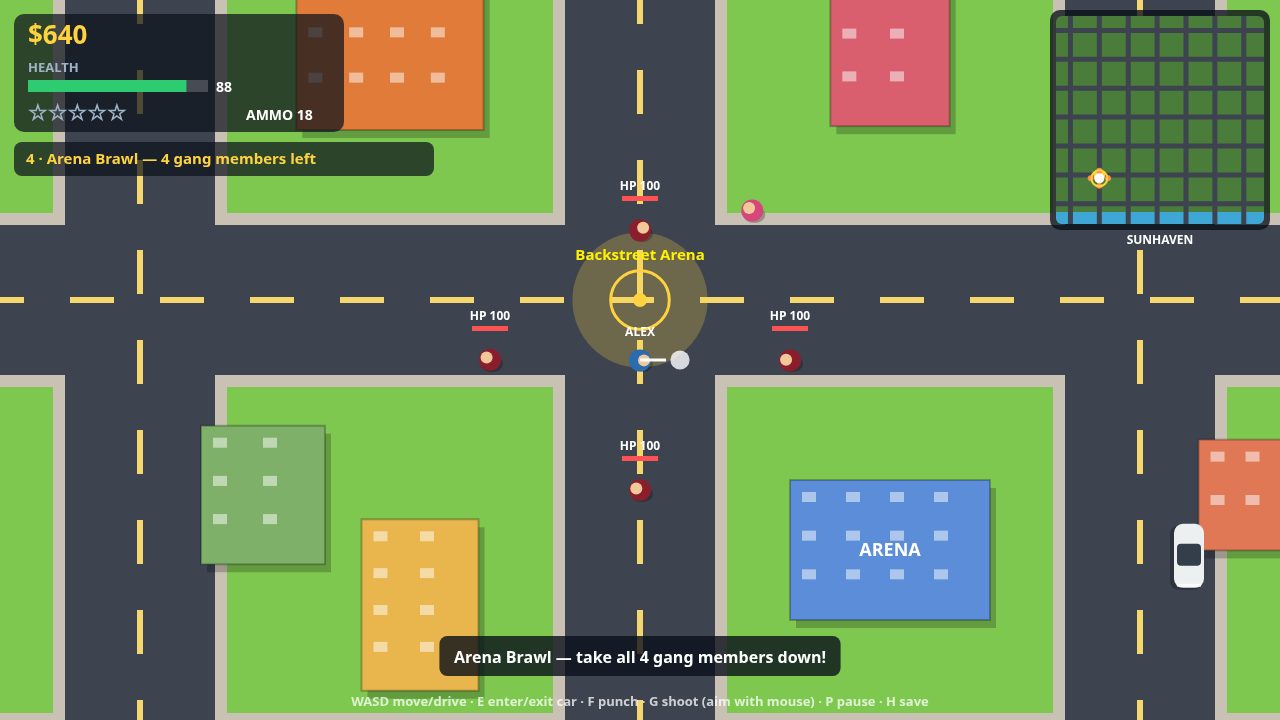 $640
HEALTH
88
☆☆☆☆☆ AMMO 18
4 · Arena Brawl — 4 gang members left
SUNHAVEN
HP 100
Backstreet Arena
HP 100
ALEX
HP 100
HP 100
ARENA
Arena Brawl — take all 4 gang members down!
WASD move/drive · E enter/exit car · F punch · G shoot (aim with mouse) · P pause · H save